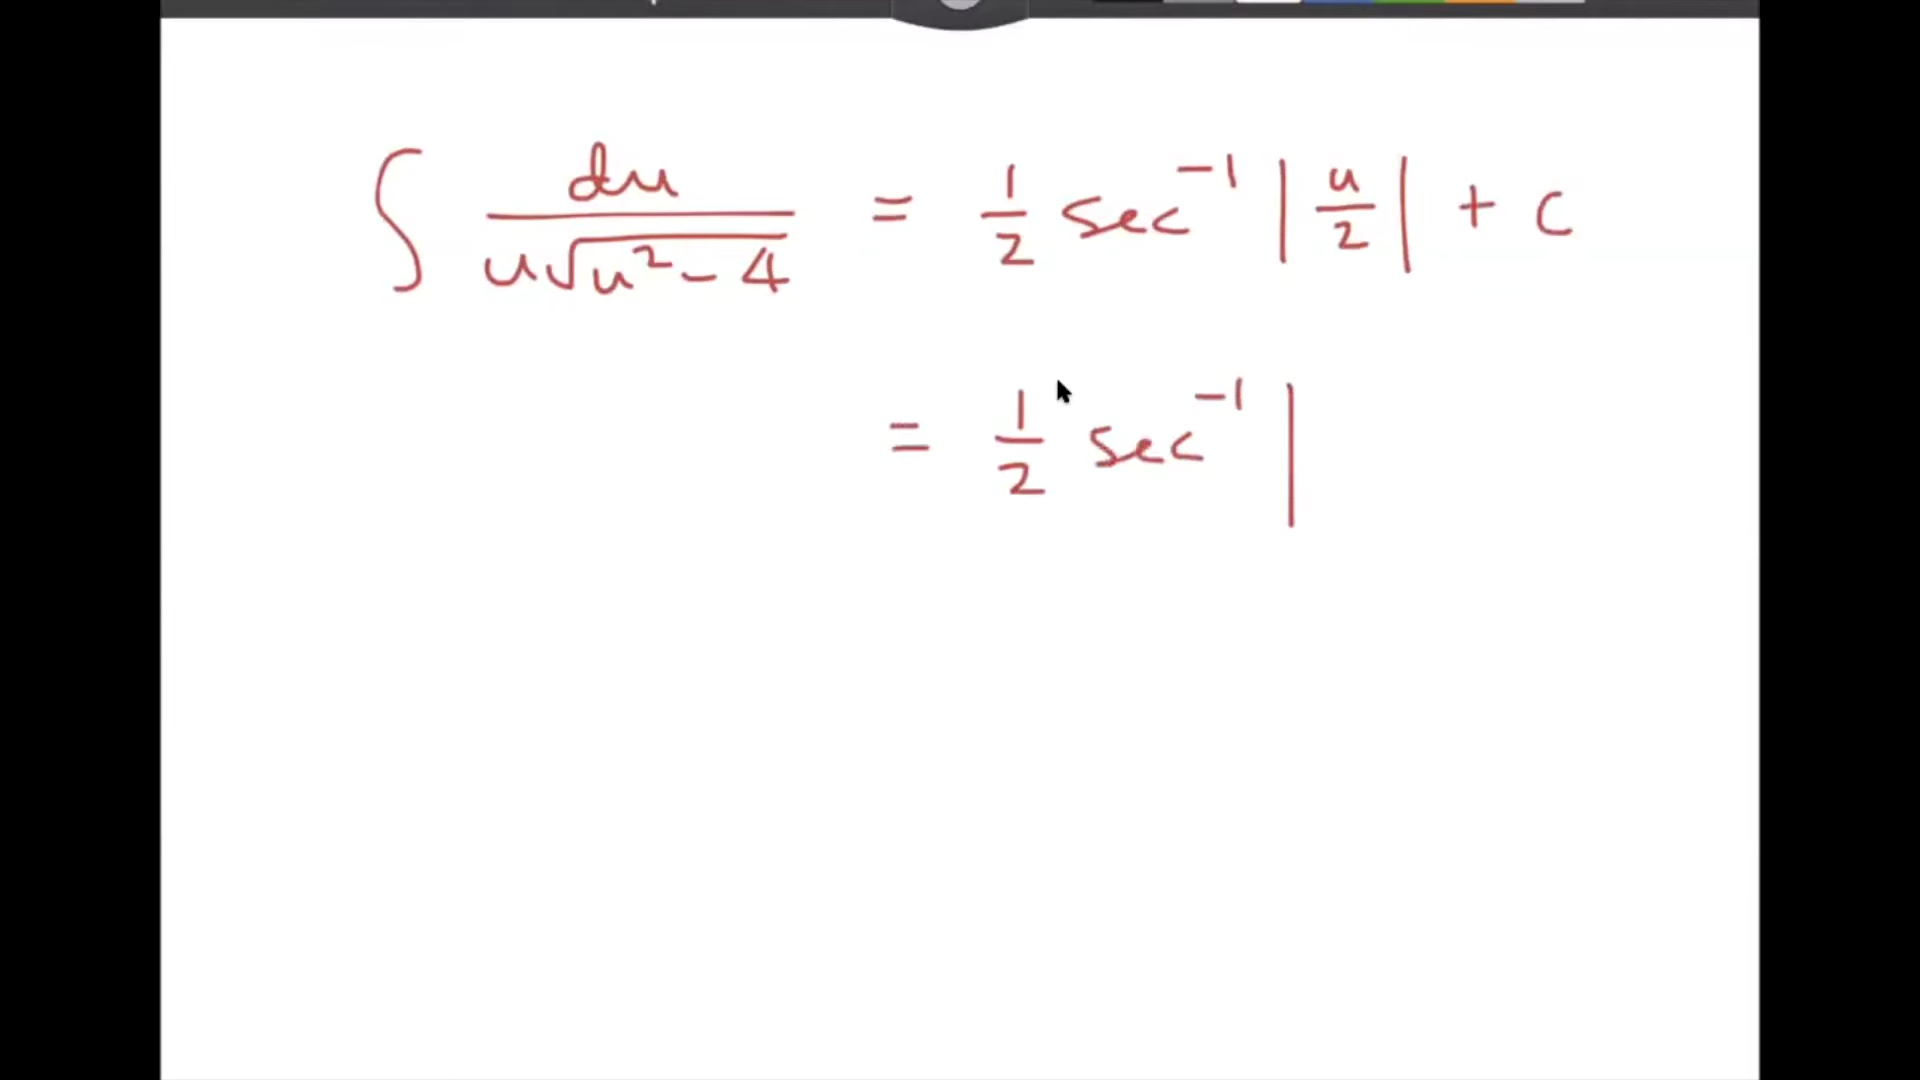 ∫ du / (u√(u² - 4)) = 1/2 sec⁻¹ | u/2 | + C
= 1/2 sec⁻¹ |